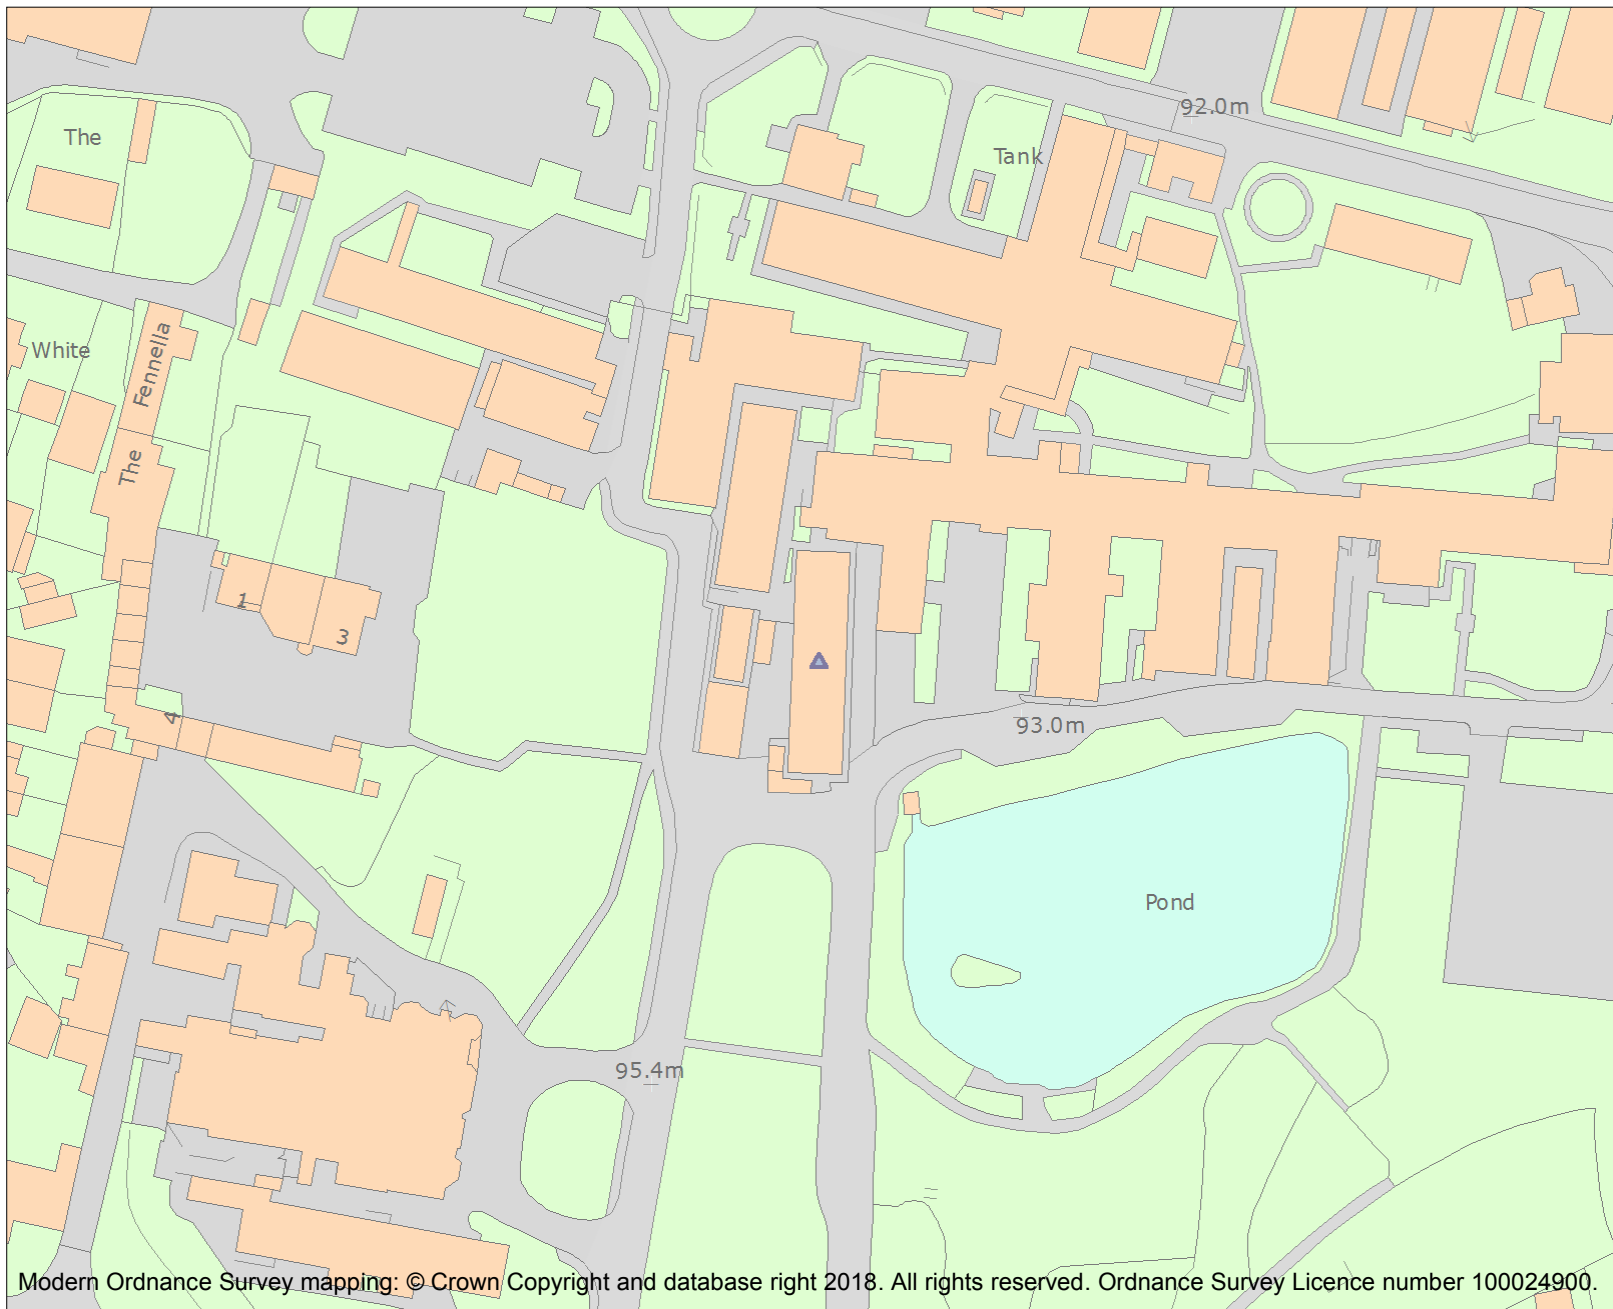 92.0m
The
Tank
Fennella
White
The
1
3
4
93.0m
Pond
95.4m
Modern Ordnance Survey mapping: © Crown Copyright and database right 2018. All rights reserved. Ordnance Survey Licence number 100024900.